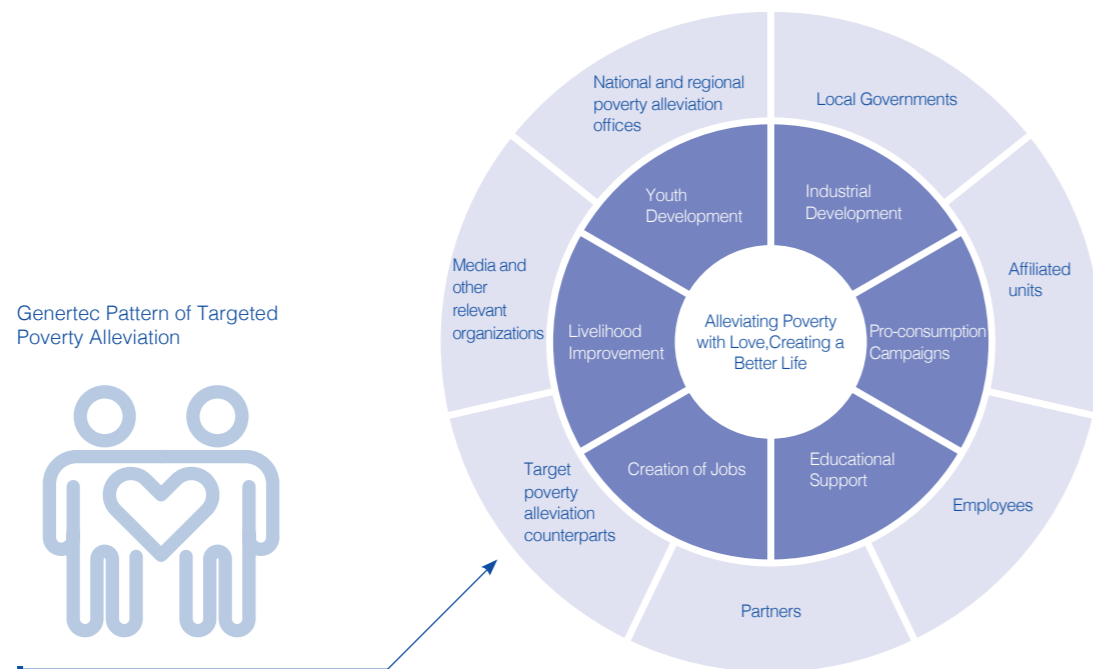 Genertec Pattern of Targeted
Poverty Alleviation
National and regional
poverty alleviation
offices
Local Governments
Affiliated
units
Employees
Partners
Target
poverty
alleviation
counterparts
Media and
other
relevant
organizations
Youth
Development
Industrial
Development
Pro-consumption
Campaigns
Educational
Support
Creation of Jobs
Livelihood
Improvement
Alleviating Poverty
with Love,Creating a
Better Life